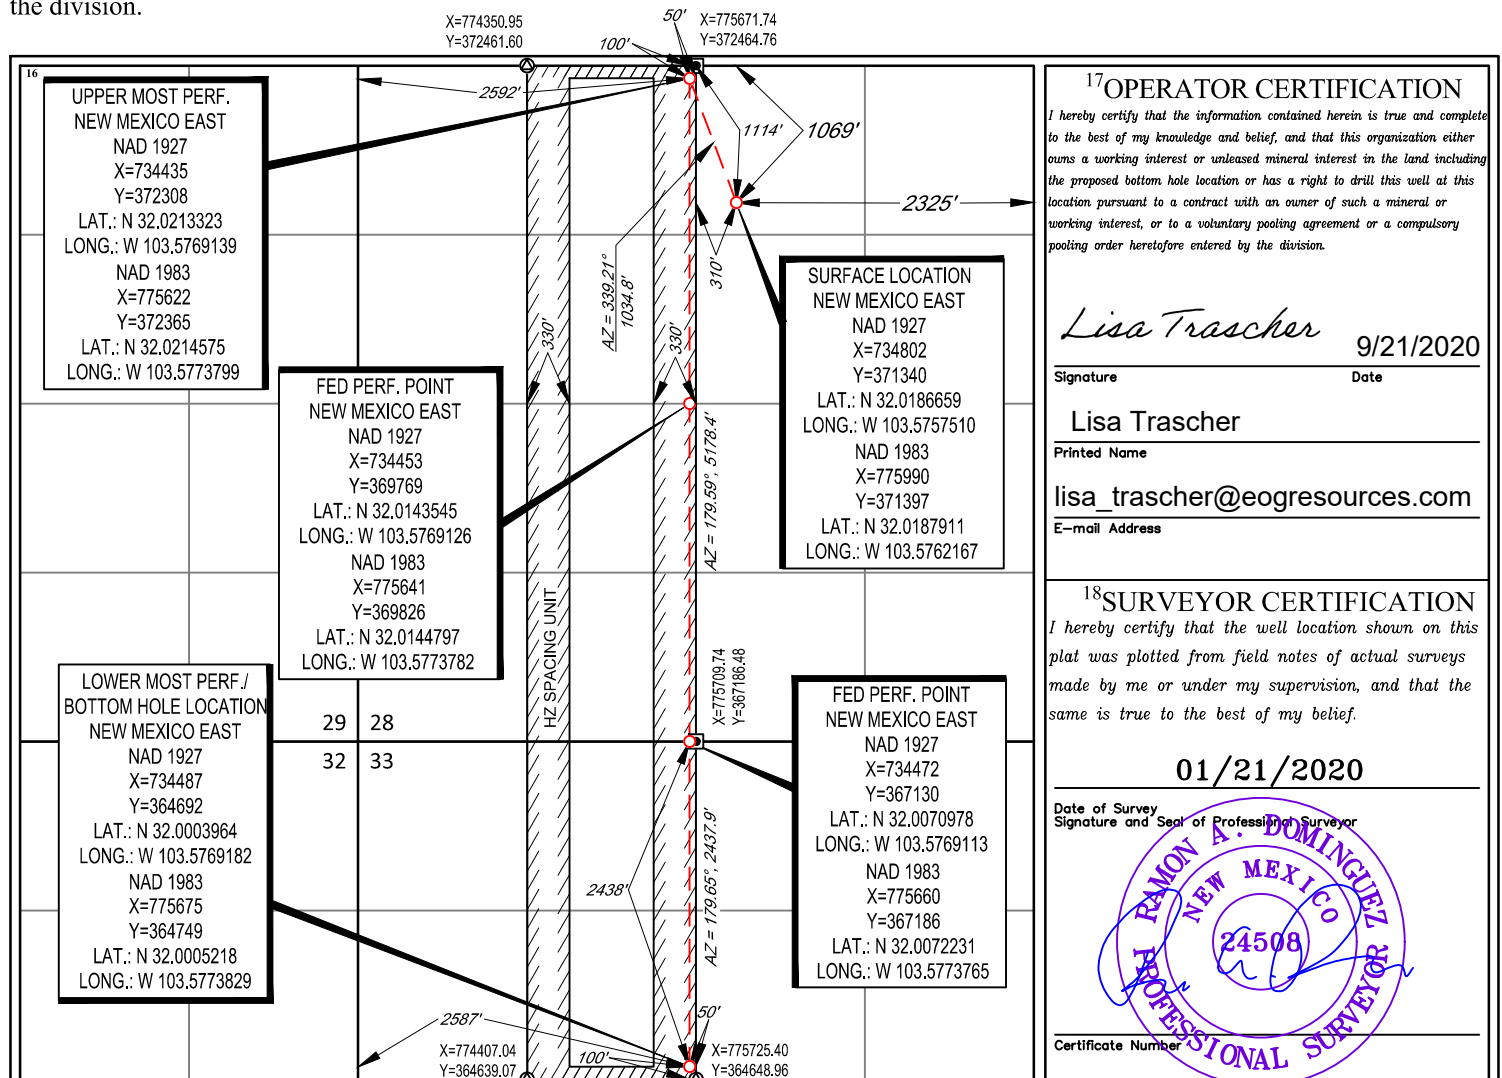 the division.
X=774350.95
Y=372461.60
50'
X=775671.74
Y=372464.76
100'
16
2592'
1114'
1069'
2325'
310'
AZ = 339.21°
1034.8'
330'
330'
UPPER MOST PERF.
NEW MEXICO EAST
NAD 1927
X=734435
Y=372308
LAT.: N 32.0213323
LONG.: W 103.5769139
NAD 1983
X=775622
Y=372365
LAT.: N 32.0214575
LONG.: W 103.5773799
SURFACE LOCATION
NEW MEXICO EAST
NAD 1927
X=734802
Y=371340
LAT.: N 32.0186659
LONG.: W 103.5757510
NAD 1983
X=775990
Y=371397
LAT.: N 32.0187911
LONG.: W 103.5762167
FED PERF. POINT
NEW MEXICO EAST
NAD 1927
X=734453
Y=369769
LAT.: N 32.0143545
LONG.: W 103.5769126
NAD 1983
X=775641
Y=369826
LAT.: N 32.0144797
LONG.: W 103.5773782
AZ = 179.59°, 5178.4'
HZ SPACING UNIT
X=775709.74
Y=367186.48
29 28
32 33
LOWER MOST PERF./
BOTTOM HOLE LOCATION
NEW MEXICO EAST
NAD 1927
X=734487
Y=364692
LAT.: N 32.0003964
LONG.: W 103.5769182
NAD 1983
X=775675
Y=364749
LAT.: N 32.0005218
LONG.: W 103.5773829
FED PERF. POINT
NEW MEXICO EAST
NAD 1927
X=734472
Y=367130
LAT.: N 32.0070978
LONG.: W 103.5769113
NAD 1983
X=775660
Y=367186
LAT.: N 32.0072231
LONG.: W 103.5773765
2438'
AZ = 179.65°, 2437.9'
2587'
50'
100'
X=774407.04
Y=364639.07
X=775725.40
Y=364648.96
17 OPERATOR CERTIFICATION
I hereby certify that the information contained herein is true and complete
to the best of my knowledge and belief, and that this organization either
owns a working interest or unleased mineral interest in the land including
the proposed bottom hole location or has a right to drill this well at this
location pursuant to a contract with an owner of such a mineral or
working interest, or to a voluntary pooling agreement or a compulsory
pooling order heretofore entered by the division.
Lisa Trascher 9/21/2020
Signature Date
Lisa Trascher
Printed Name
lisa_trascher@eogresources.com
E-mail Address
18 SURVEYOR CERTIFICATION
I hereby certify that the well location shown on this
plat was plotted from field notes of actual surveys
made by me or under my supervision, and that the
same is true to the best of my belief.
01/21/2020
Date of Survey
Signature and Seal of Professional Surveyor
RAMON A. DOMINGUEZ
NEW MEXICO
24508
PROFESSIONAL SURVEYOR
Certificate Number